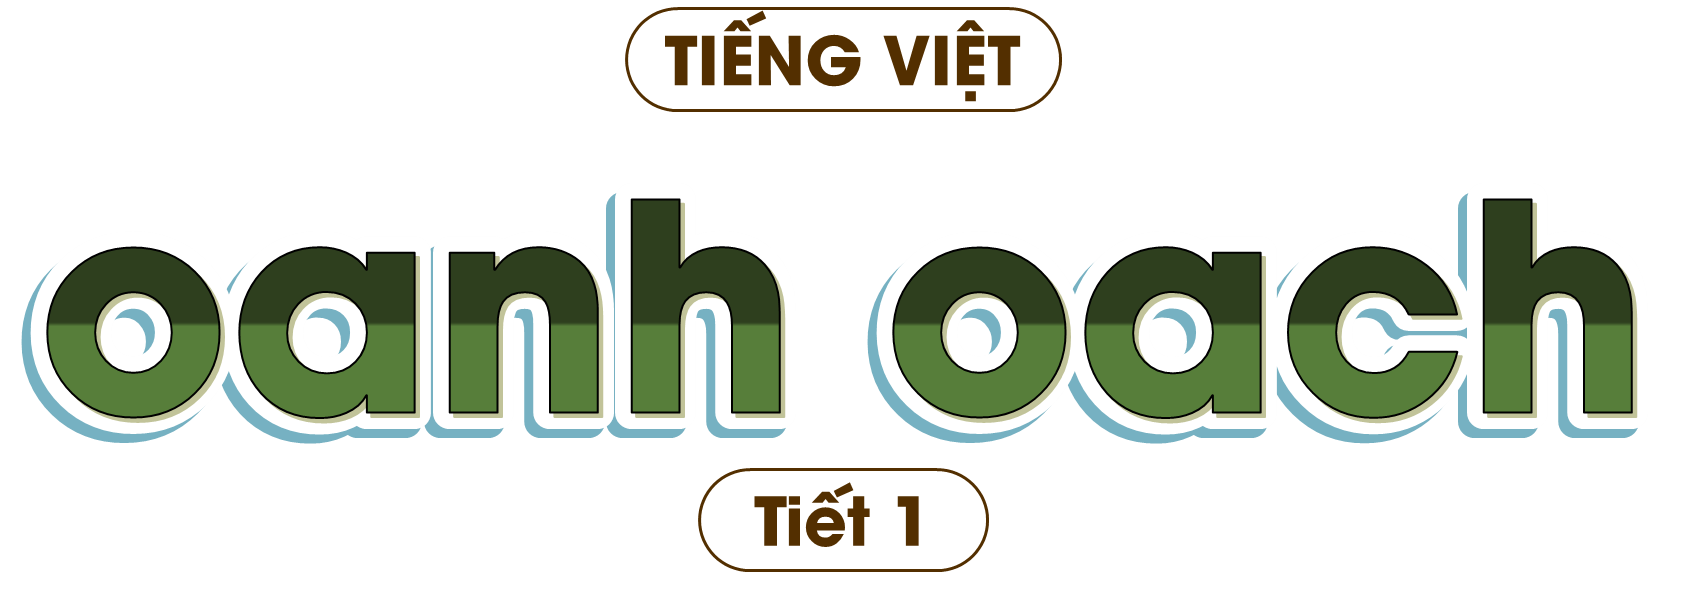 TIẾNG VIỆT
oanh oach
Tiết 1